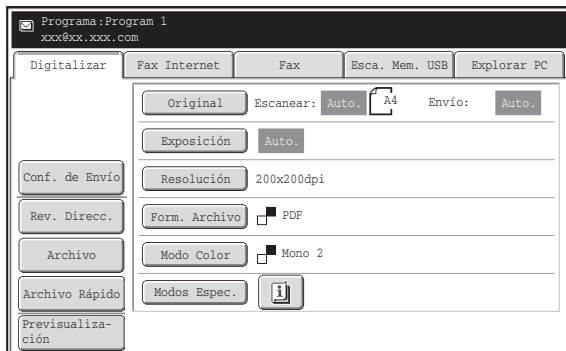 Programa:Program 1
xxx@xx.xxx.com
Digitalizar Fax Internet Fax Esca. Mem. USB Explorar PC
Original Escanear: Auto. A4 Envío: Auto.
Exposición Auto.
Conf. de Envío Resolución 200x200dpi
Rev. Direcc. Form. Archivo PDF
Archivo Modo Color Mono 2
Archivo Rápido Modos Espec.
Previsualiza-
ción